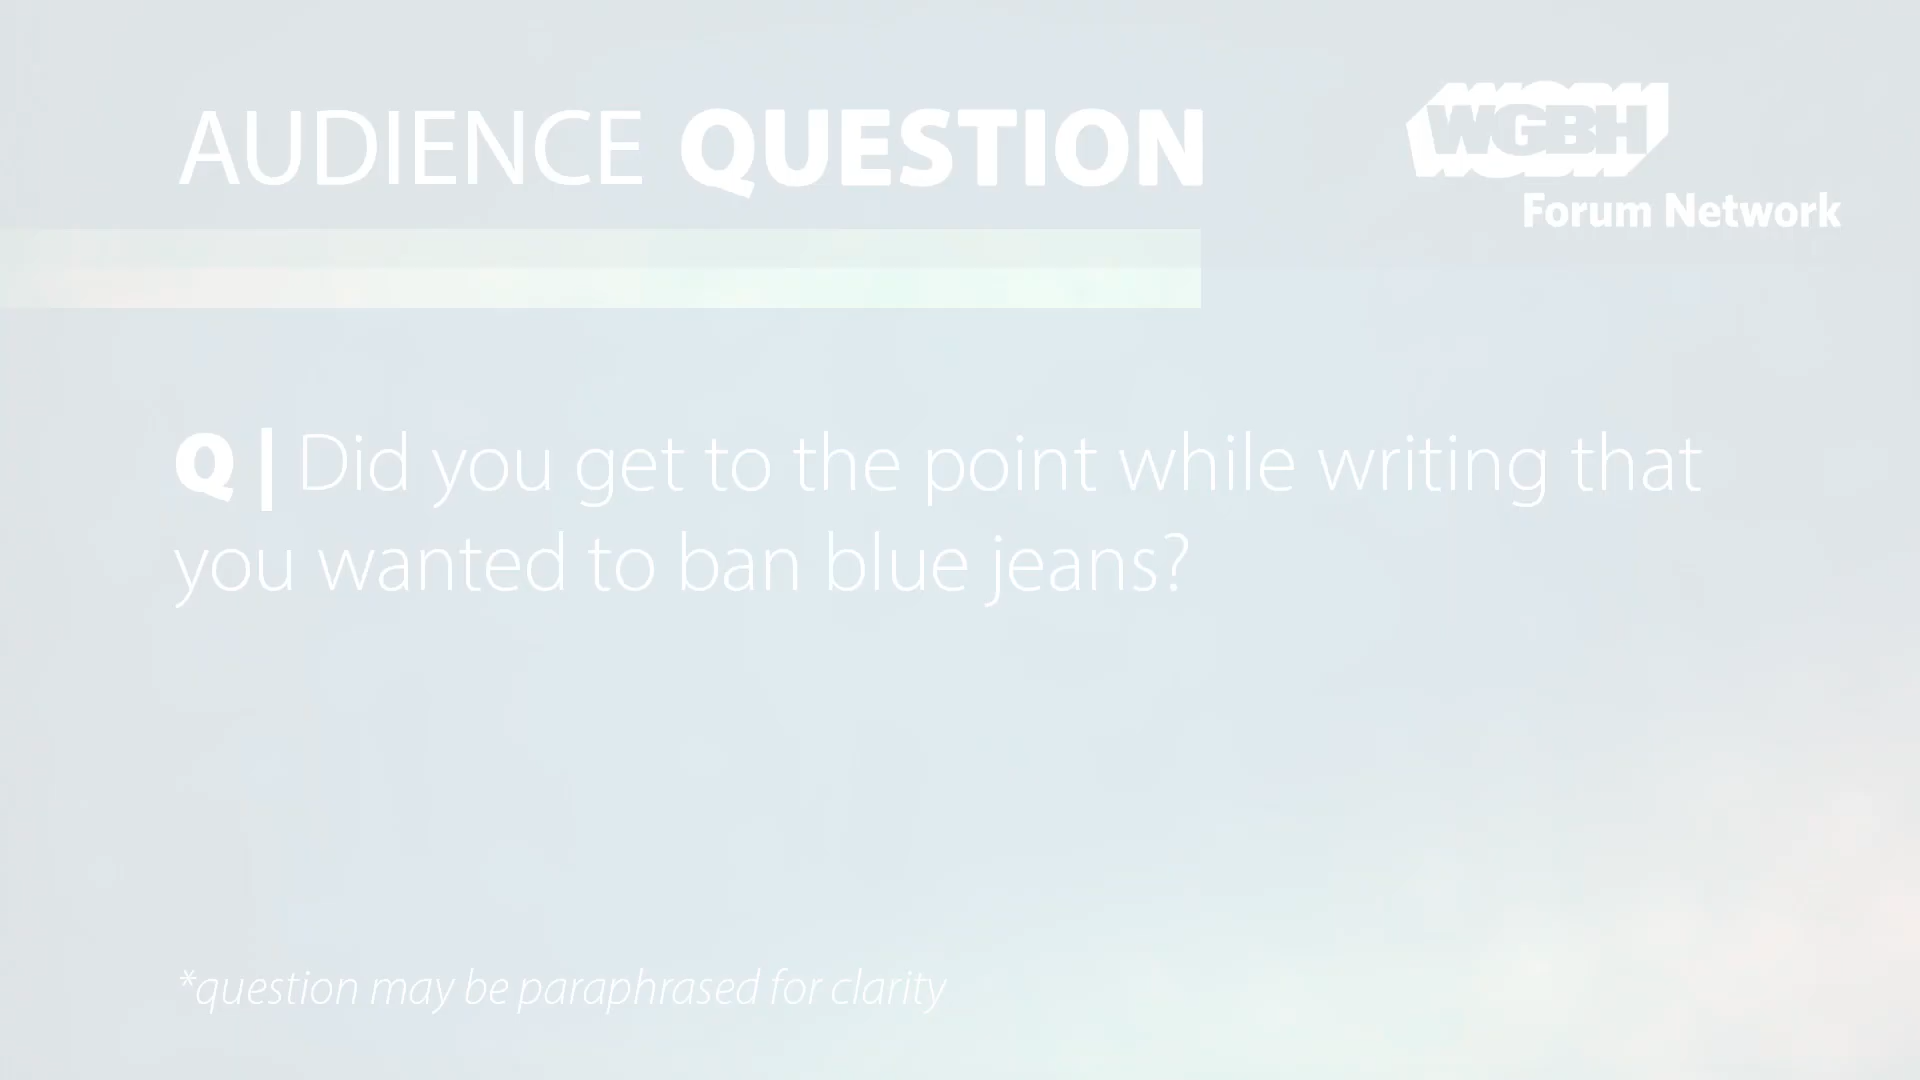 AUDIENCE QUESTION
WGBH
Forum Network
Q | Did you get to the point while writing that
you wanted to ban blue jeans?
*question may be paraphrased for clarity